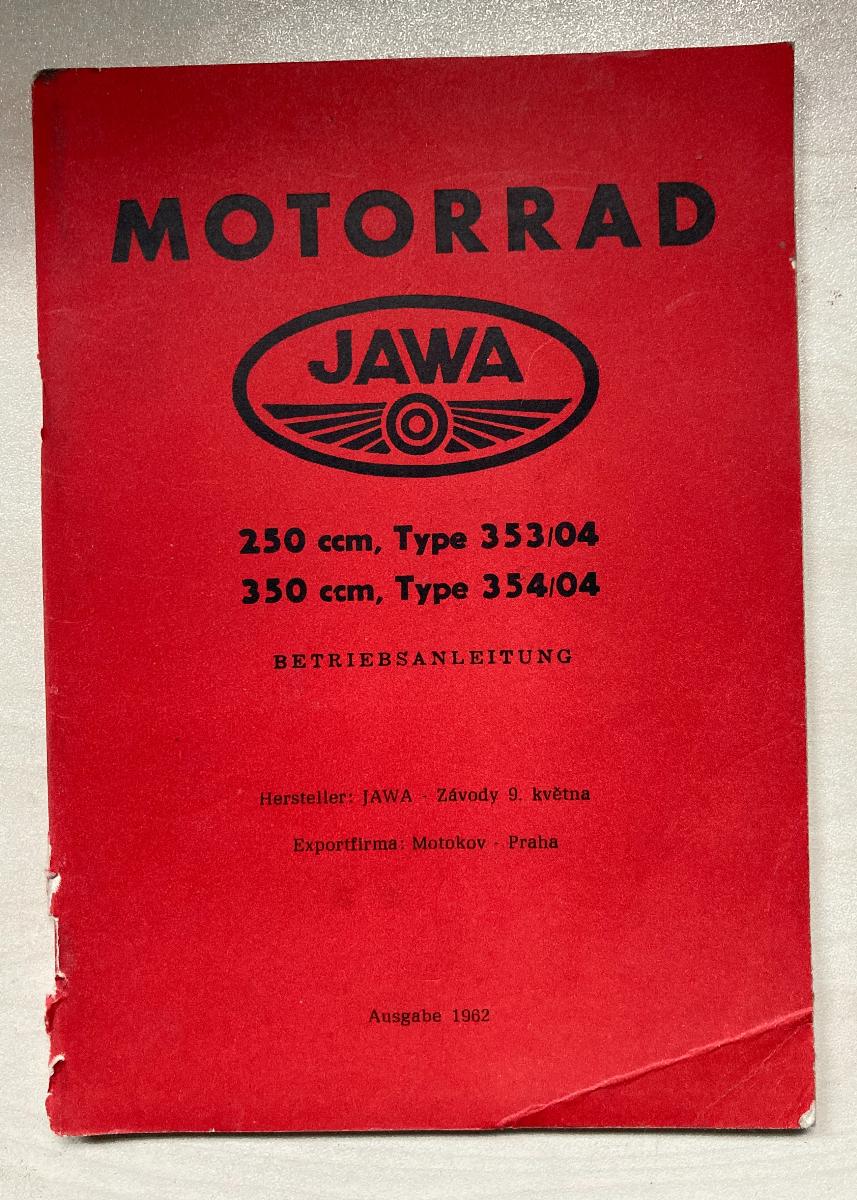 MOTORRAD
JAWA
250 ccm, Type 353/04
350 ccm, Type 354/04
BETRIEBSANLEITUNG
Hersteller: JAWA - Závody 9. května
Exportfirma: Motokov - Praha
Ausgabe 1962